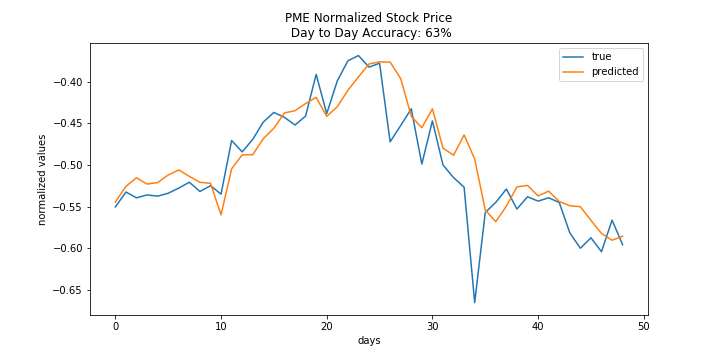 PME Normalized Stock Price
Day to Day Accuracy: 63%
true
predicted
−0.40
−0.45
−0.50
−0.55
−0.60
−0.65
normalized values
0
10
20
30
40
50
days